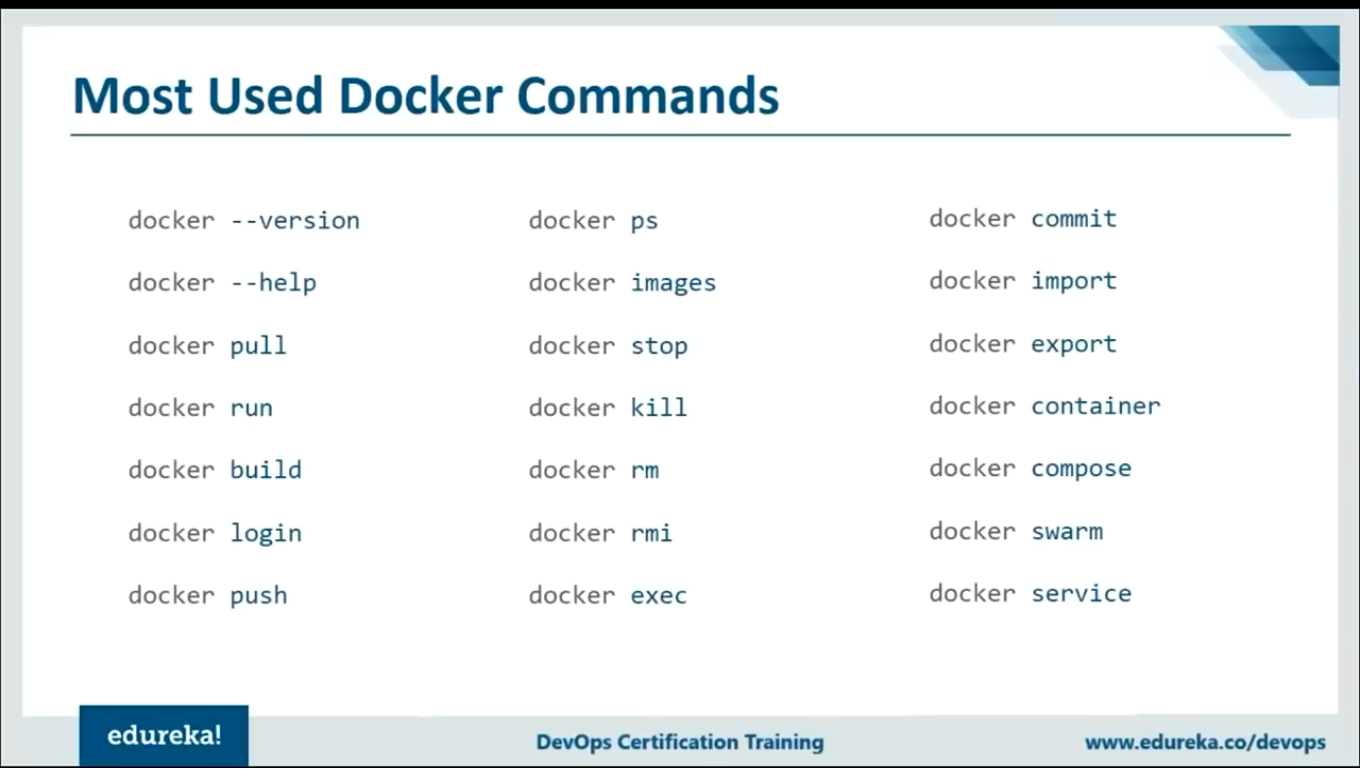 Most Used Docker Commands
docker --version
docker --help
docker pull
docker run
docker build
docker login
docker push
docker ps
docker images
docker stop
docker kill
docker rm
docker rmi
docker exec
docker commit
docker import
docker export
docker container
docker compose
docker swarm
docker service
edureka!
DevOps Certification Training
www.edureka.co/devops